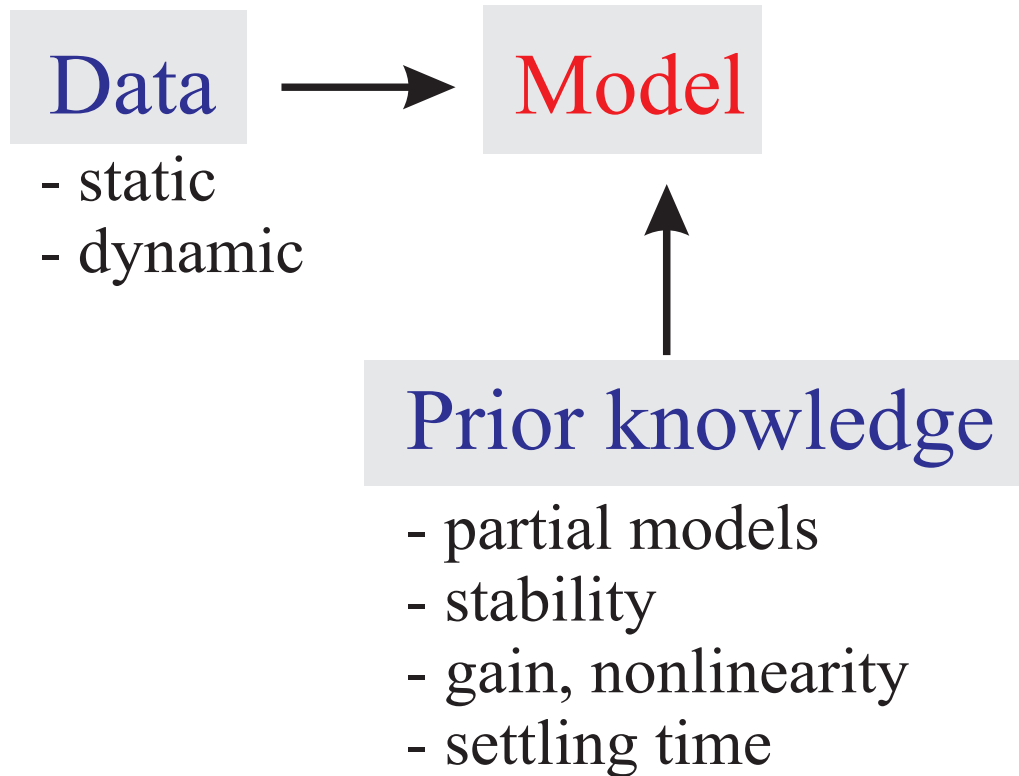 Data
- static
- dynamic
Model
Prior knowledge
- partial models
- stability
- gain, nonlinearity
- settling time